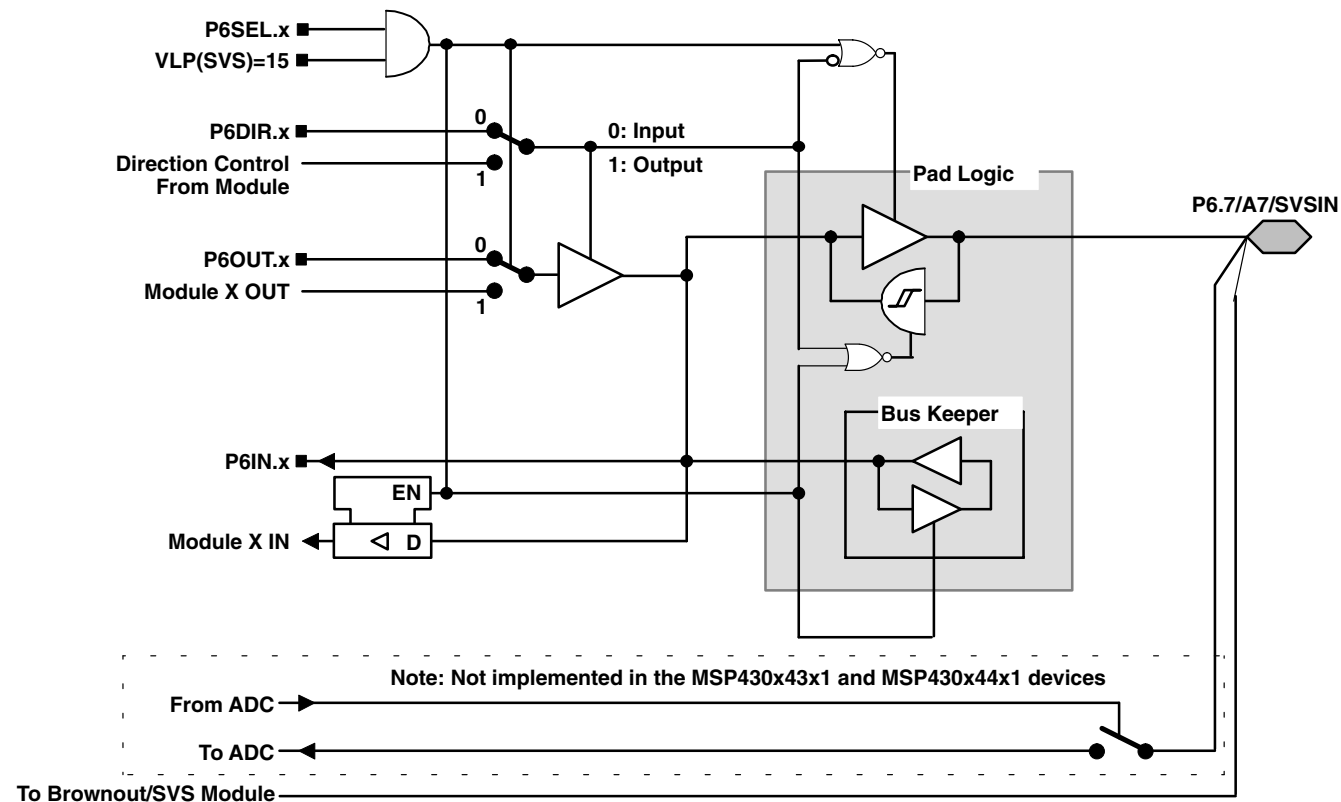 P6SEL.x
VLP(SVS)=15
P6DIR.x
0
0: Input
Direction Control
From Module
1
1: Output
Pad Logic
P6.7/A7/SVSIN
P6OUT.x
0
Module X OUT
1
Bus Keeper
P6IN.x
EN
Module X IN
D
Note: Not implemented in the MSP430x43x1 and MSP430x44x1 devices
From ADC
To ADC
To Brownout/SVS Module